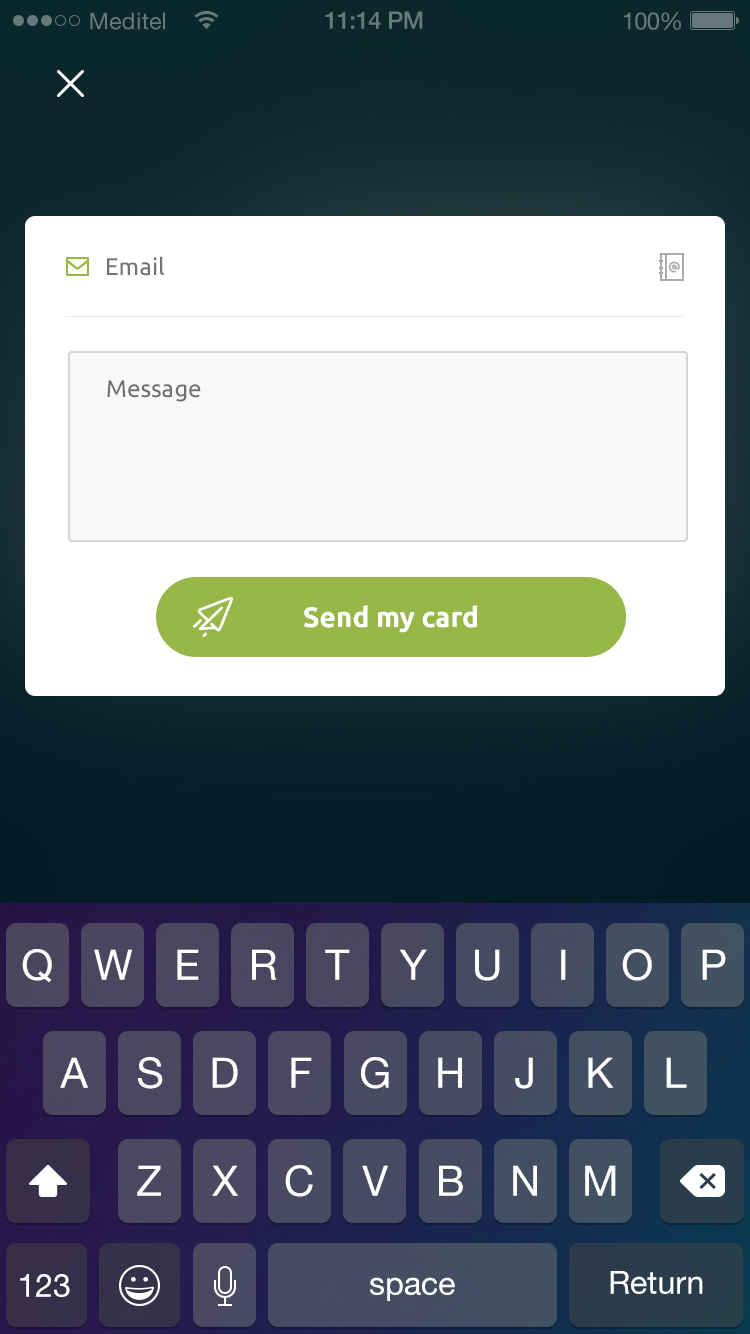 Meditel 11:14 PM 100%
Email
Message
Send my card
Q W E R T Y U I O P
A S D F G H J K L
Z X C V B N M
123 space Return